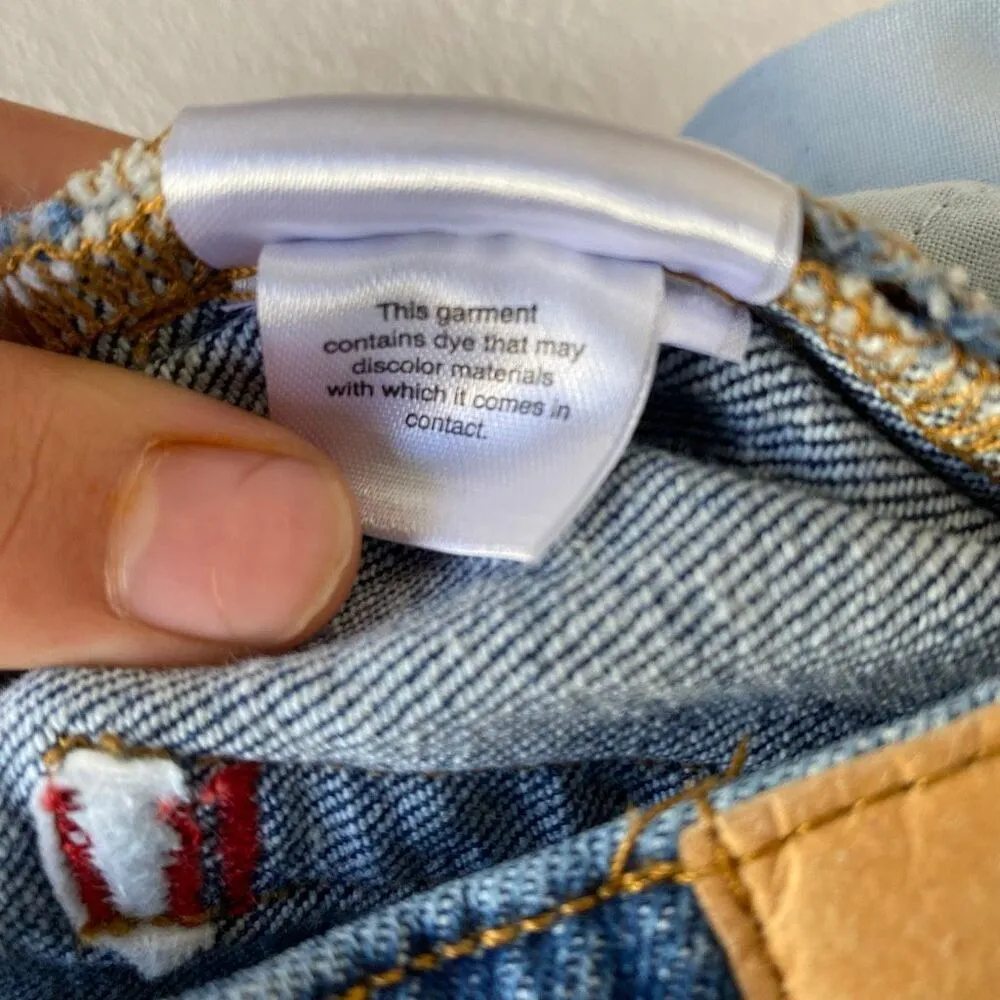 This garment
contains dye that may
discolor materials
with which it comes in
contact.